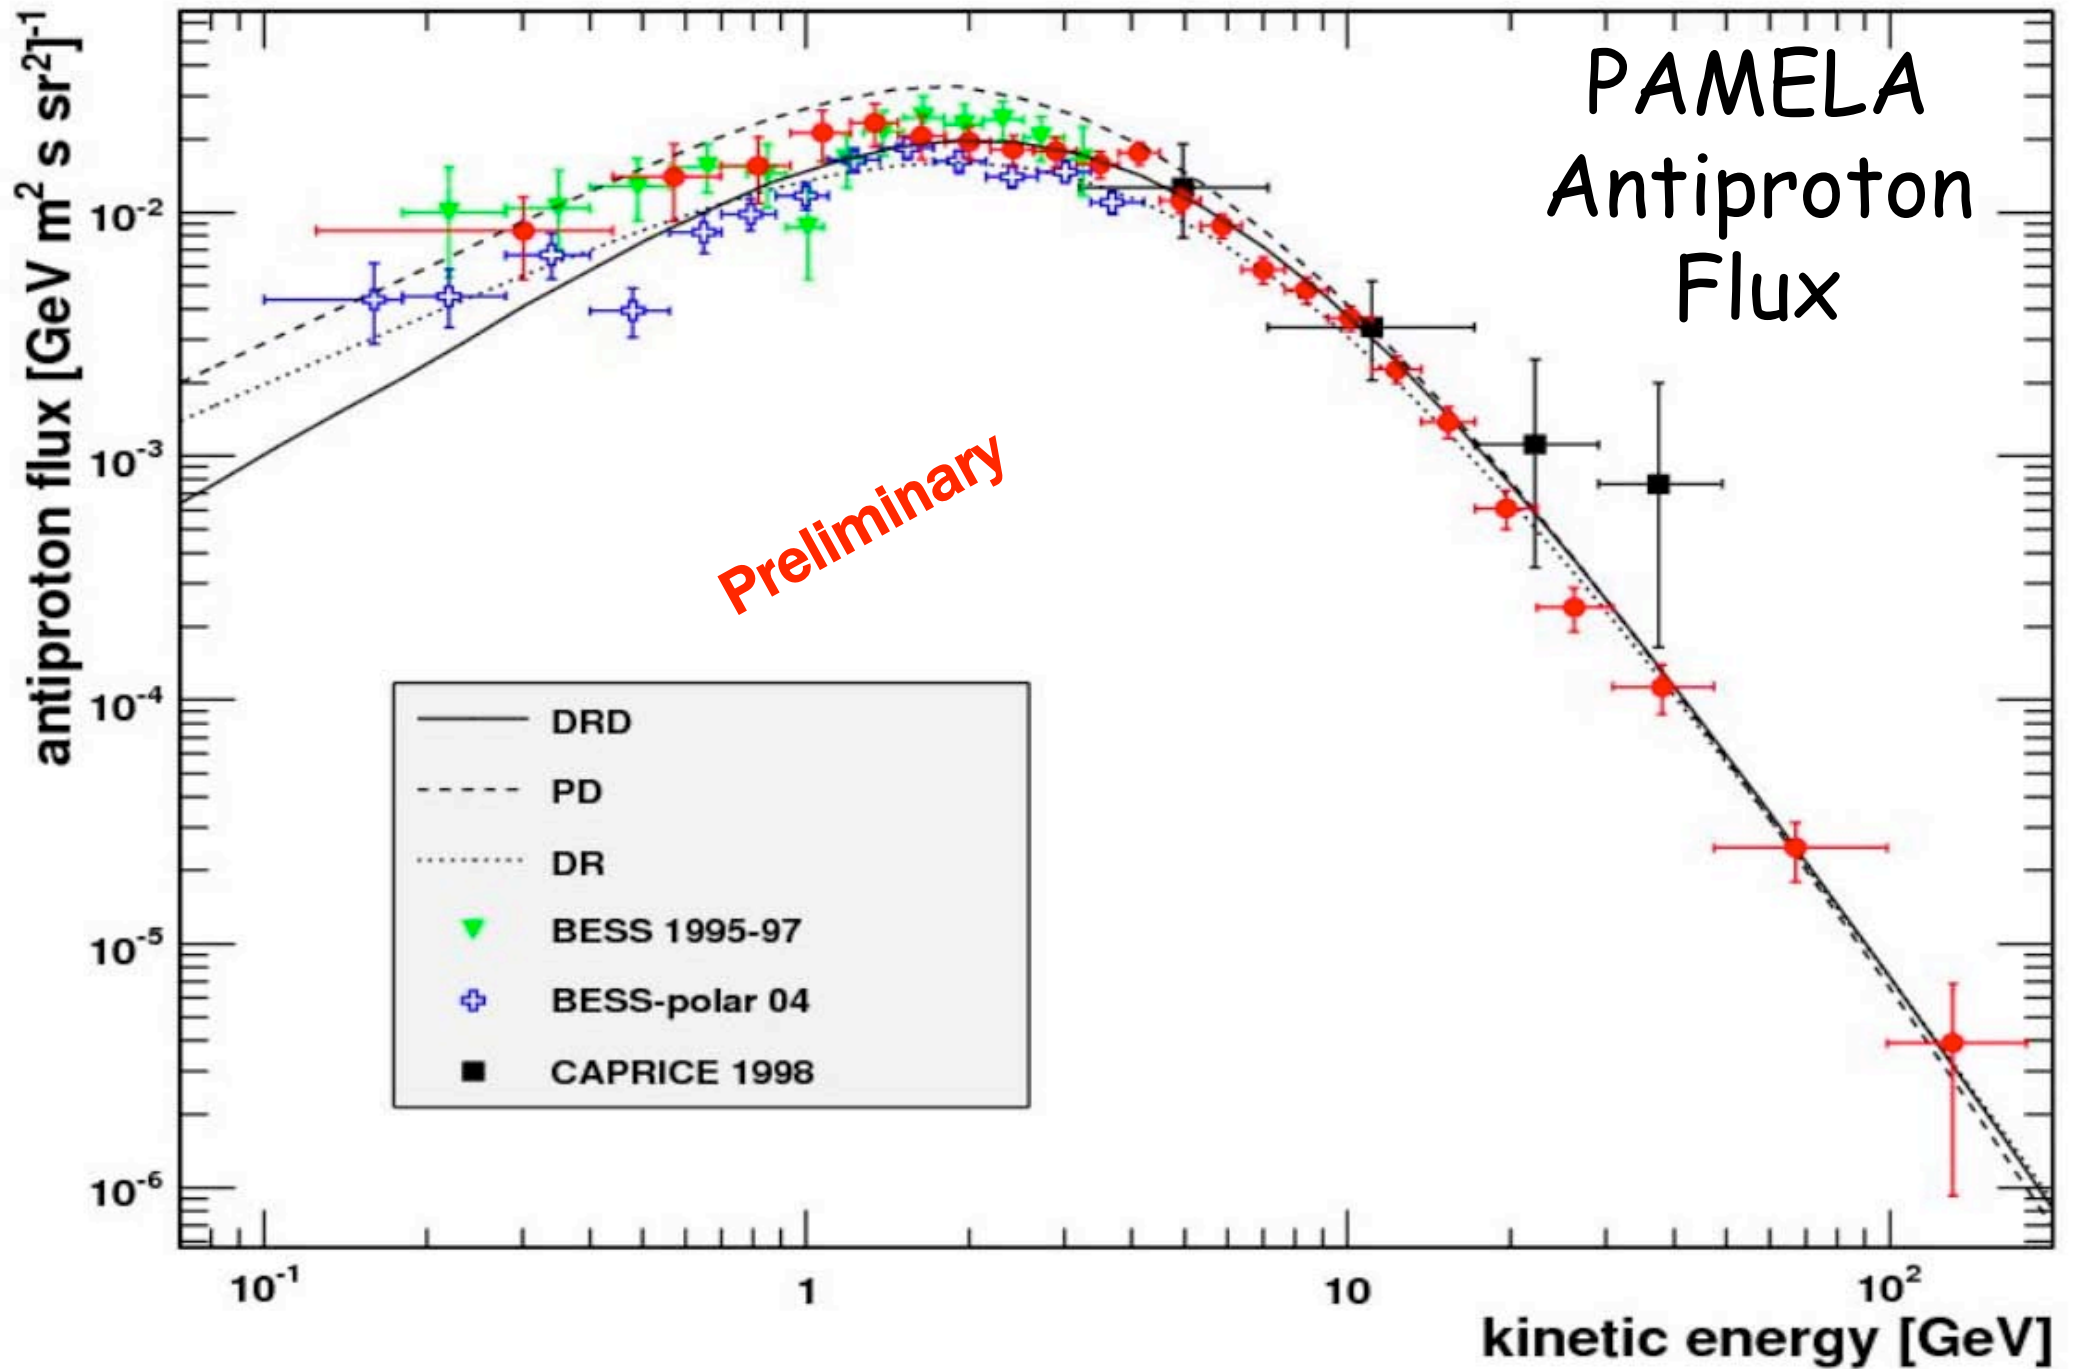 PAMELA
Antiproton
Flux
antiproton flux [GeV m² s sr²]⁻¹
10⁻²
10⁻³
10⁻⁴
10⁻⁵
10⁻⁶
Preliminary
DRD
PD
DR
BESS 1995-97
BESS-polar 04
CAPRICE 1998
10⁻¹ 1 10 10²
kinetic energy [GeV]